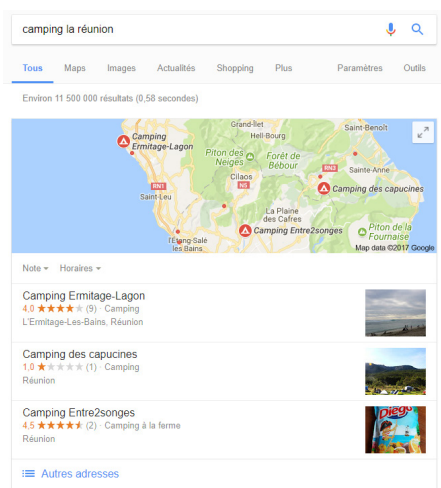 camping la réunion
Tous Maps Images Actualités Shopping Plus Paramètres Outils
Environ 11 500 000 résultats (0,58 secondes)
Grand-Îlet
Hell-Bourg
Saint-Benoit
Camping
Ermitage-Lagon
Piton des
Neiges
Forêt de
Bébour
RN3
Sainte-Anne
Cilaos
RN1
N5
Camping des capucines
Saint-Leu
La Plaine
des Cafres
Camping Entre2songes
Piton de la
Fournaise
l'Étang-Salé
les Bains
Map data ©2017 Google
Note Horaires
Camping Ermitage-Lagon
4,0 ★★★★★ (9) · Camping
L'Ermitage-Les-Bains, Réunion
Camping des capucines
1,0 ★★★★★ (1) · Camping
Réunion
Camping Entre2songes
4,5 ★★★★★ (2) · Camping à la ferme
Réunion
Diego
Autres adresses